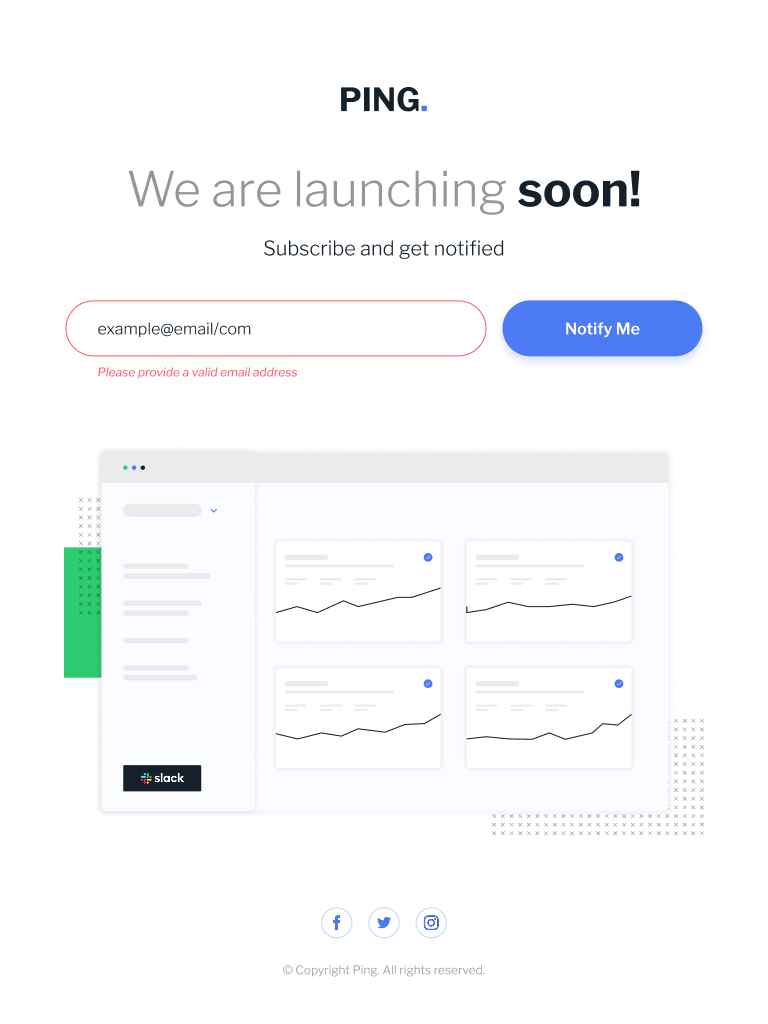 PING.
We are launching soon!
Subscribe and get notified
example@email/com
Notify Me
Please provide a valid email address
slack
© Copyright Ping. All rights reserved.